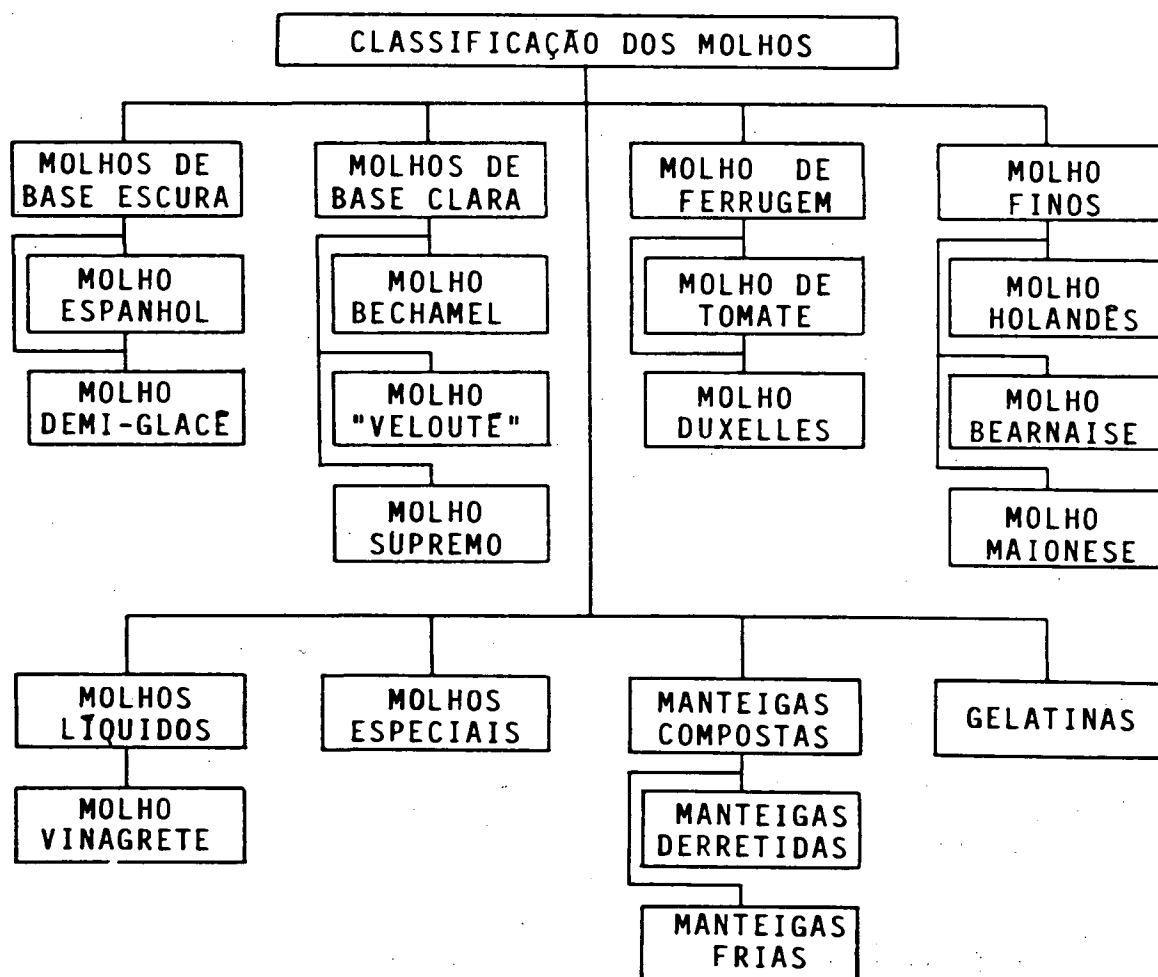 CLASSIFICAÇÃO DOS MOLHOS
MOLHOS DE
BASE ESCURA
MOLHO
ESPANHOL
MOLHO
DEMI-GLACÊ
MOLHOS DE
BASE CLARA
MOLHO
BECHAMEL
MOLHO
"VELOUTÊ"
MOLHO
SUPREMO
MOLHO DE
FERRUGEM
MOLHO DE
TOMATE
MOLHO
DUXELLES
MOLHO
FINOS
MOLHO
HOLANDÊS
MOLHO
BEARNAISE
MOLHO
MAIONESE
MOLHOS
LÍQUIDOS
MOLHO
VINAGRETE
MOLHOS
ESPECIAIS
MANTEIGAS
COMPOSTAS
MANTEIGAS
DERRETIDAS
MANTEIGAS
FRIAS
GELATINAS